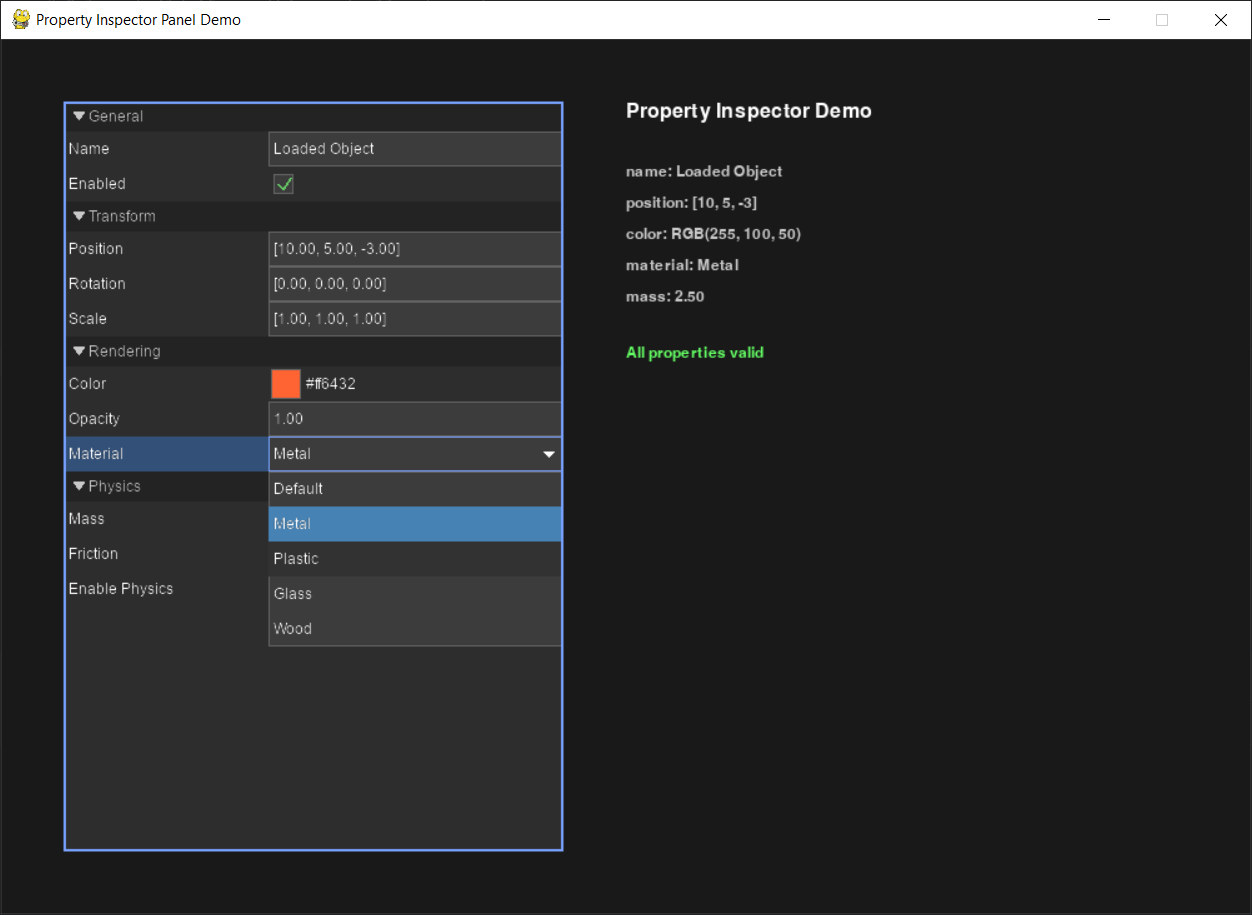 Property Inspector Panel Demo
General
Name Loaded Object
Enabled
Transform
Position [10.00, 5.00, -3.00]
Rotation [0.00, 0.00, 0.00]
Scale [1.00, 1.00, 1.00]
Rendering
Color #ff6432
Opacity 1.00
Material Metal
Physics Default
Mass Metal
Friction Plastic
Enable Physics Glass
Wood
Property Inspector Demo
name: Loaded Object
position: [10, 5, -3]
color: RGB(255, 100, 50)
material: Metal
mass: 2.50
All properties valid